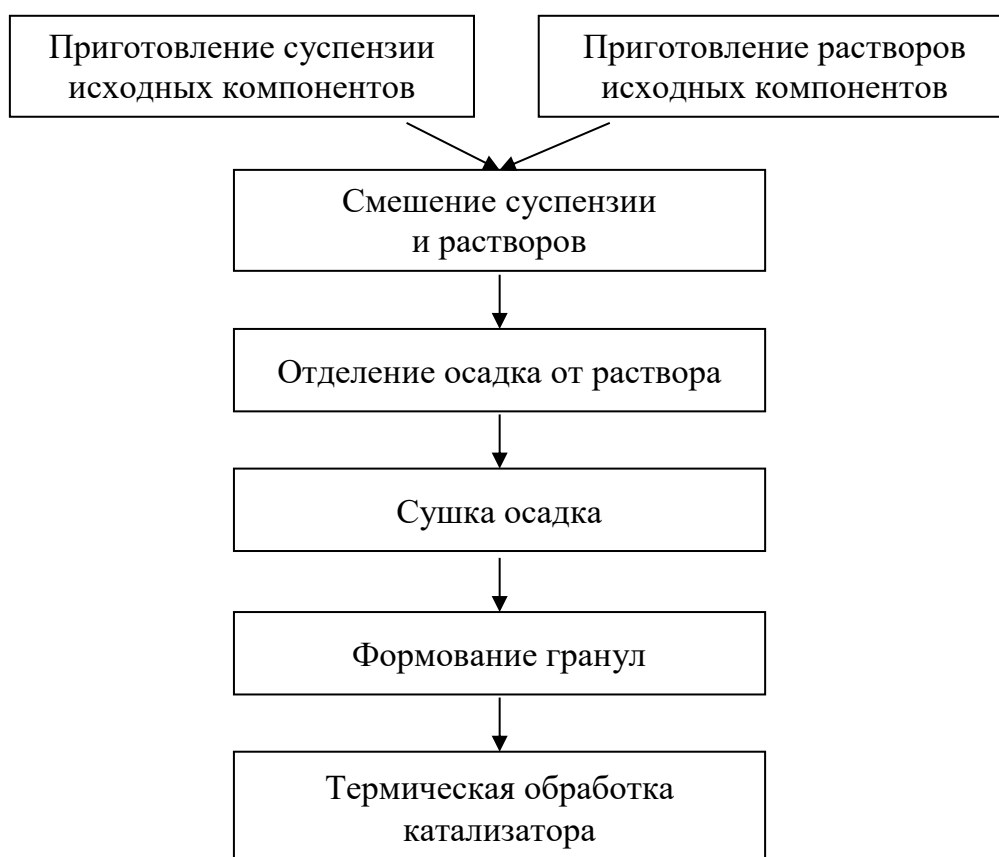 Приготовление суспензии
исходных компонентов
Приготовление растворов
исходных компонентов
Смешение суспензии
и растворов
Отделение осадка от раствора
Сушка осадка
Формование гранул
Термическая обработка
катализатора